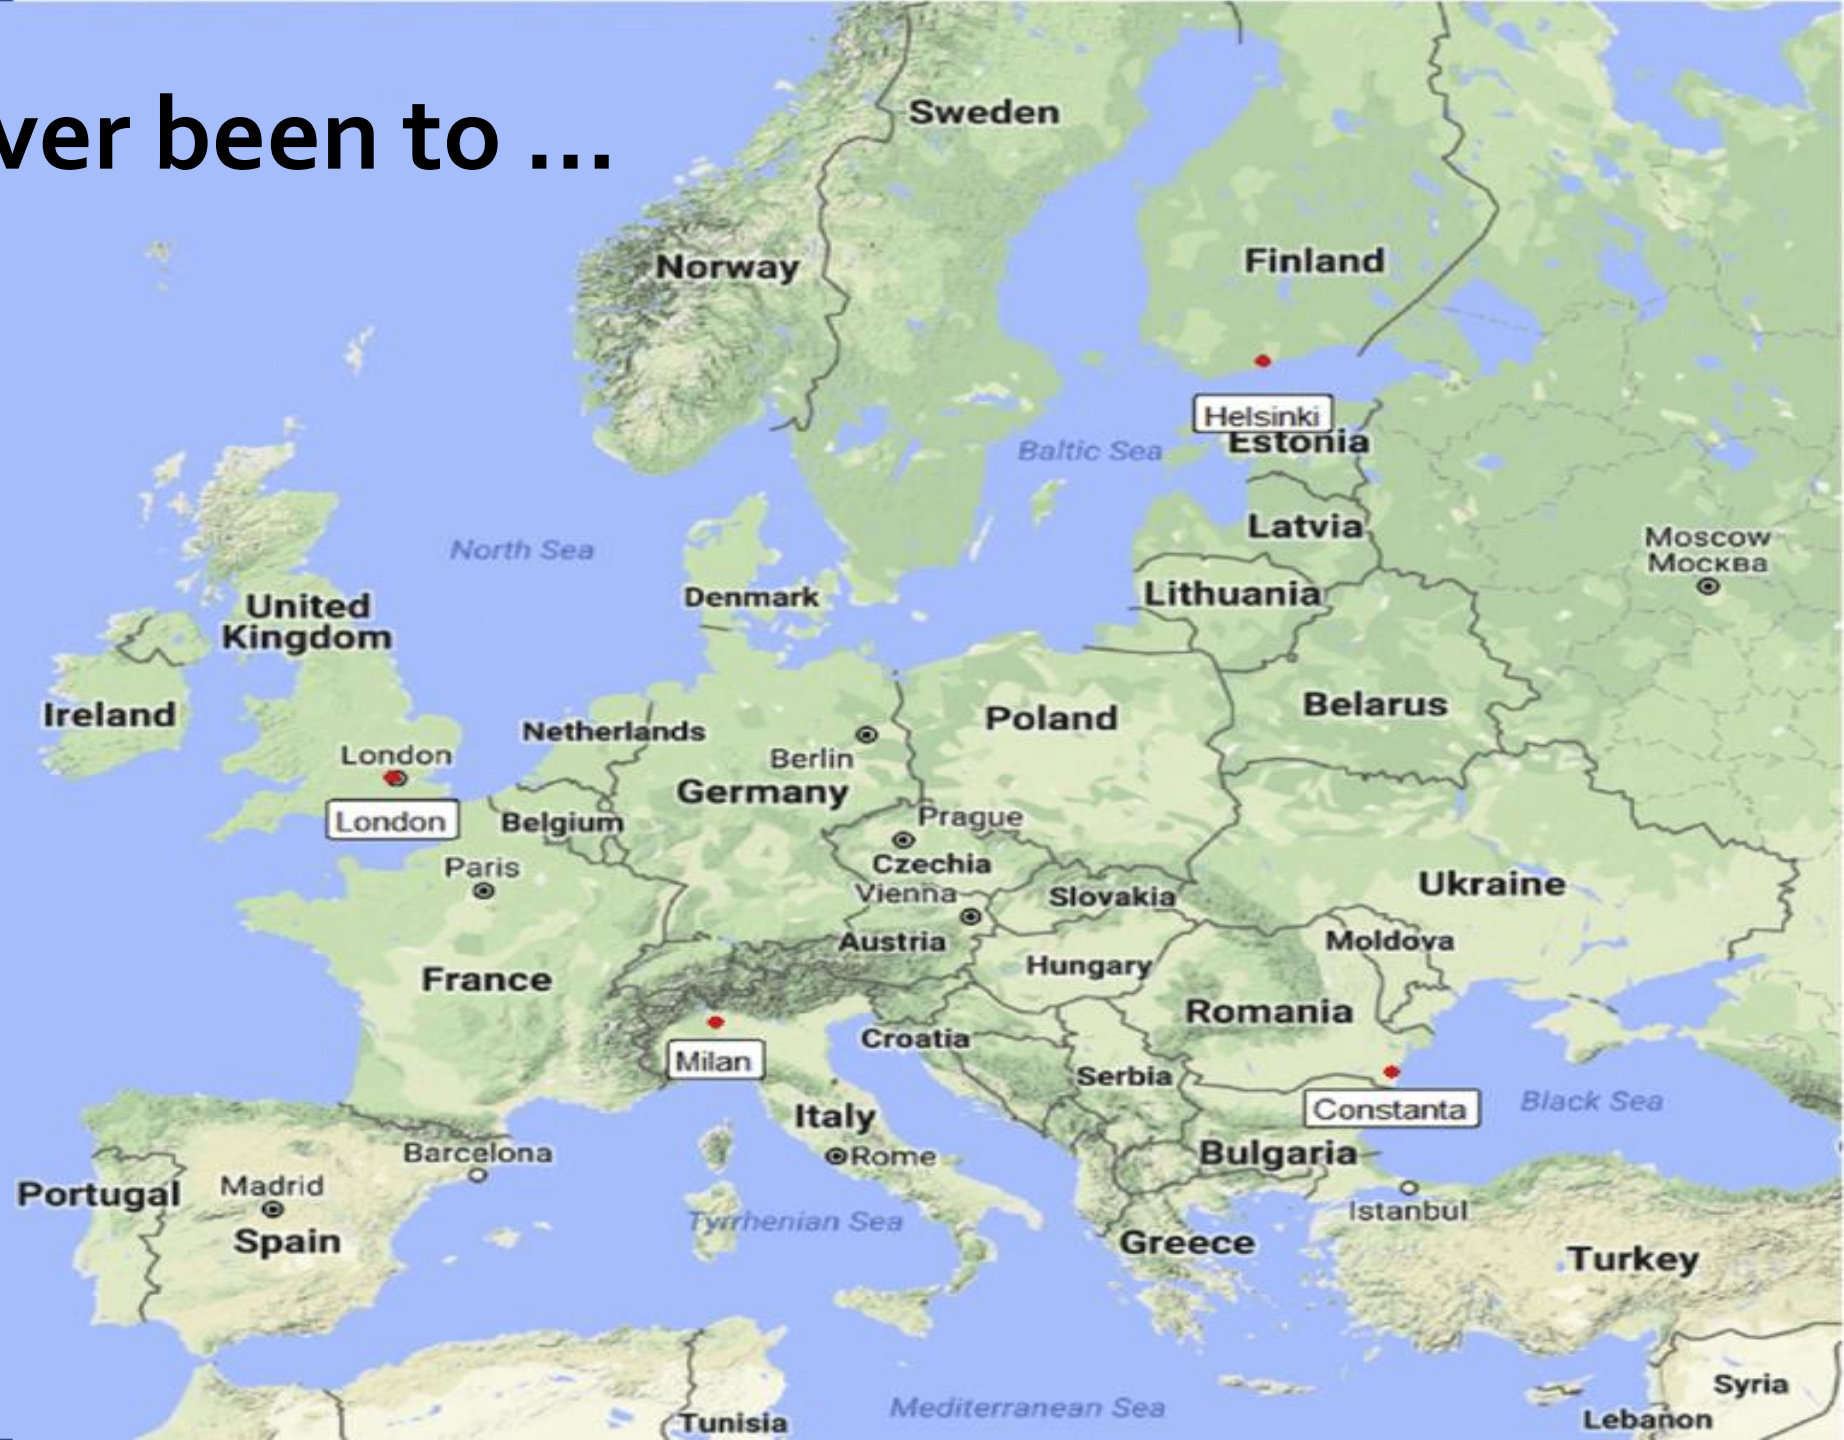 ver been to ...
Sweden
Norway
Finland
Helsinki
Estonia
Baltic Sea
Latvia
Moscow
Москва
North Sea
Denmark
Lithuania
United
Kingdom
Ireland
Belarus
Netherlands
Poland
London
Berlin
Germany
London
Belgium
Prague
Paris
Czechia
Vienna
Slovakia
Ukraine
Austria
Moldova
Hungary
France
Romania
Croatia
Milan
Serbia
Constanta
Black Sea
Italy
Barcelona
Rome
Bulgaria
Portugal
Madrid
Istanbul
Tyrrhenian Sea
Spain
Greece
Turkey
Syria
Mediterranean Sea
Tunisia
Lebanon